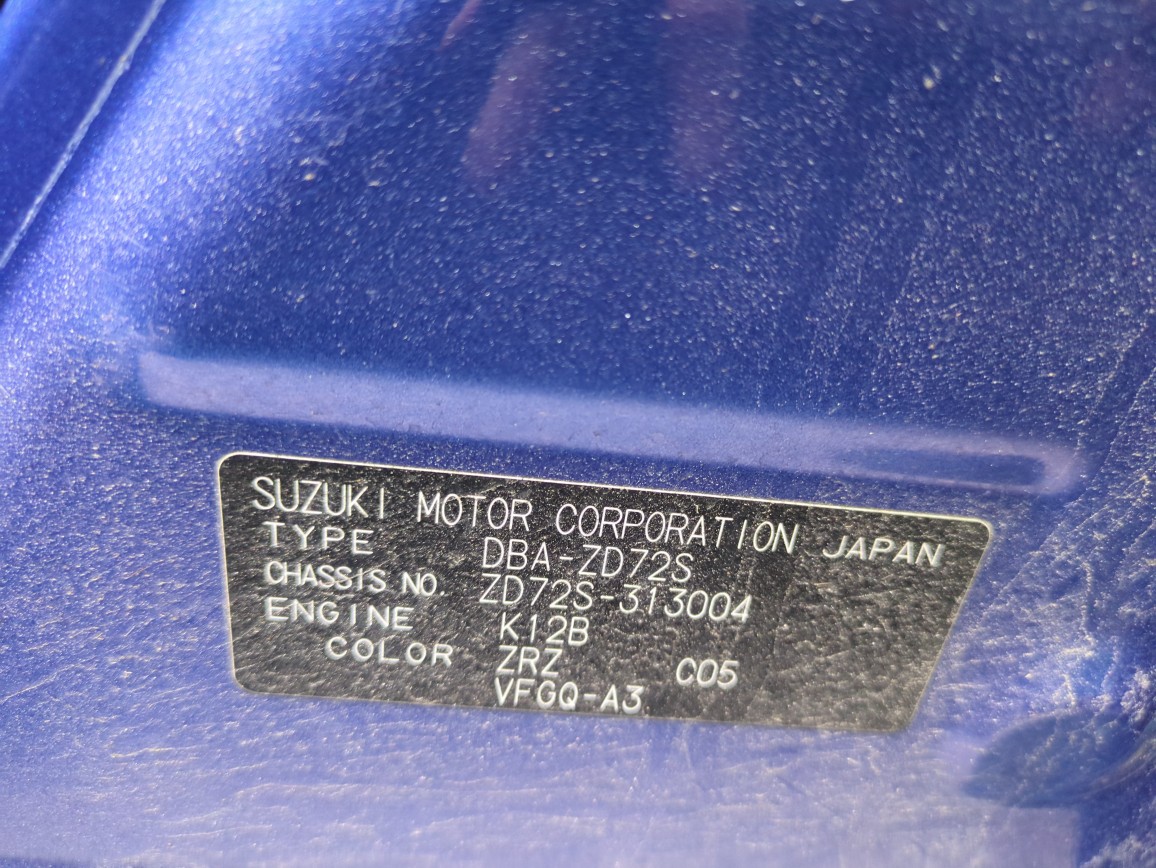 SUZUKI MOTOR CORPORATION JAPAN
TYPE DBA-ZD72S
CHASSIS NO. ZD72S-313004
ENGINE K12B
COLOR ZRZ C05
VFGQ-A3